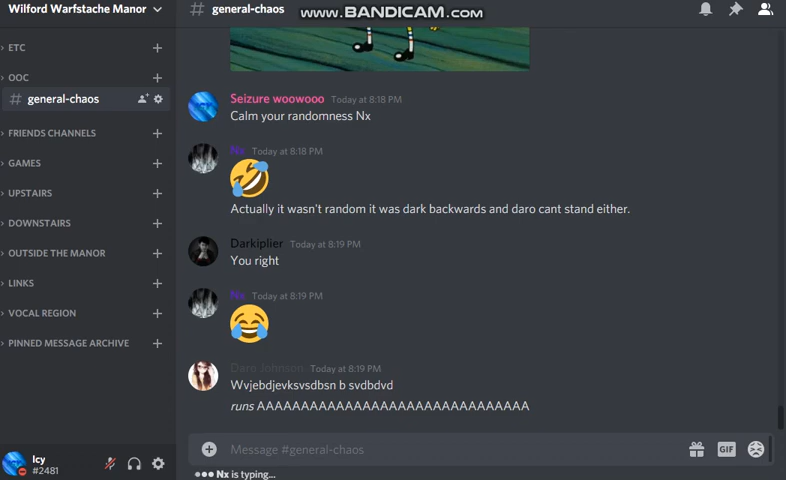 Wilford Warfstache Manor
# general-chaos
www.BANDICAM.com
ETC
OOC
# general-chaos
FRIENDS CHANNELS
GAMES
UPSTAIRS
DOWNSTAIRS
OUTSIDE THE MANOR
LINKS
VOCAL REGION
PINNED MESSAGE ARCHIVE
Icy
#2481
Seizure woowooo Today at 8:18 PM
Calm your randomness Nx
Nx Today at 8:18 PM
Actually it wasn't random it was dark backwards and daro cant stand either.
Darkiplier Today at 8:19 PM
You right
Nx Today at 8:19 PM
Daro Johnson Today at 8:19 PM
Wvjebdjevksvsdbsn b svdbdvd
runs AAAAAAAAAAAAAAAAAAAAAAAAAAAAAAA
Message #general-chaos
GIF
Nx is typing...